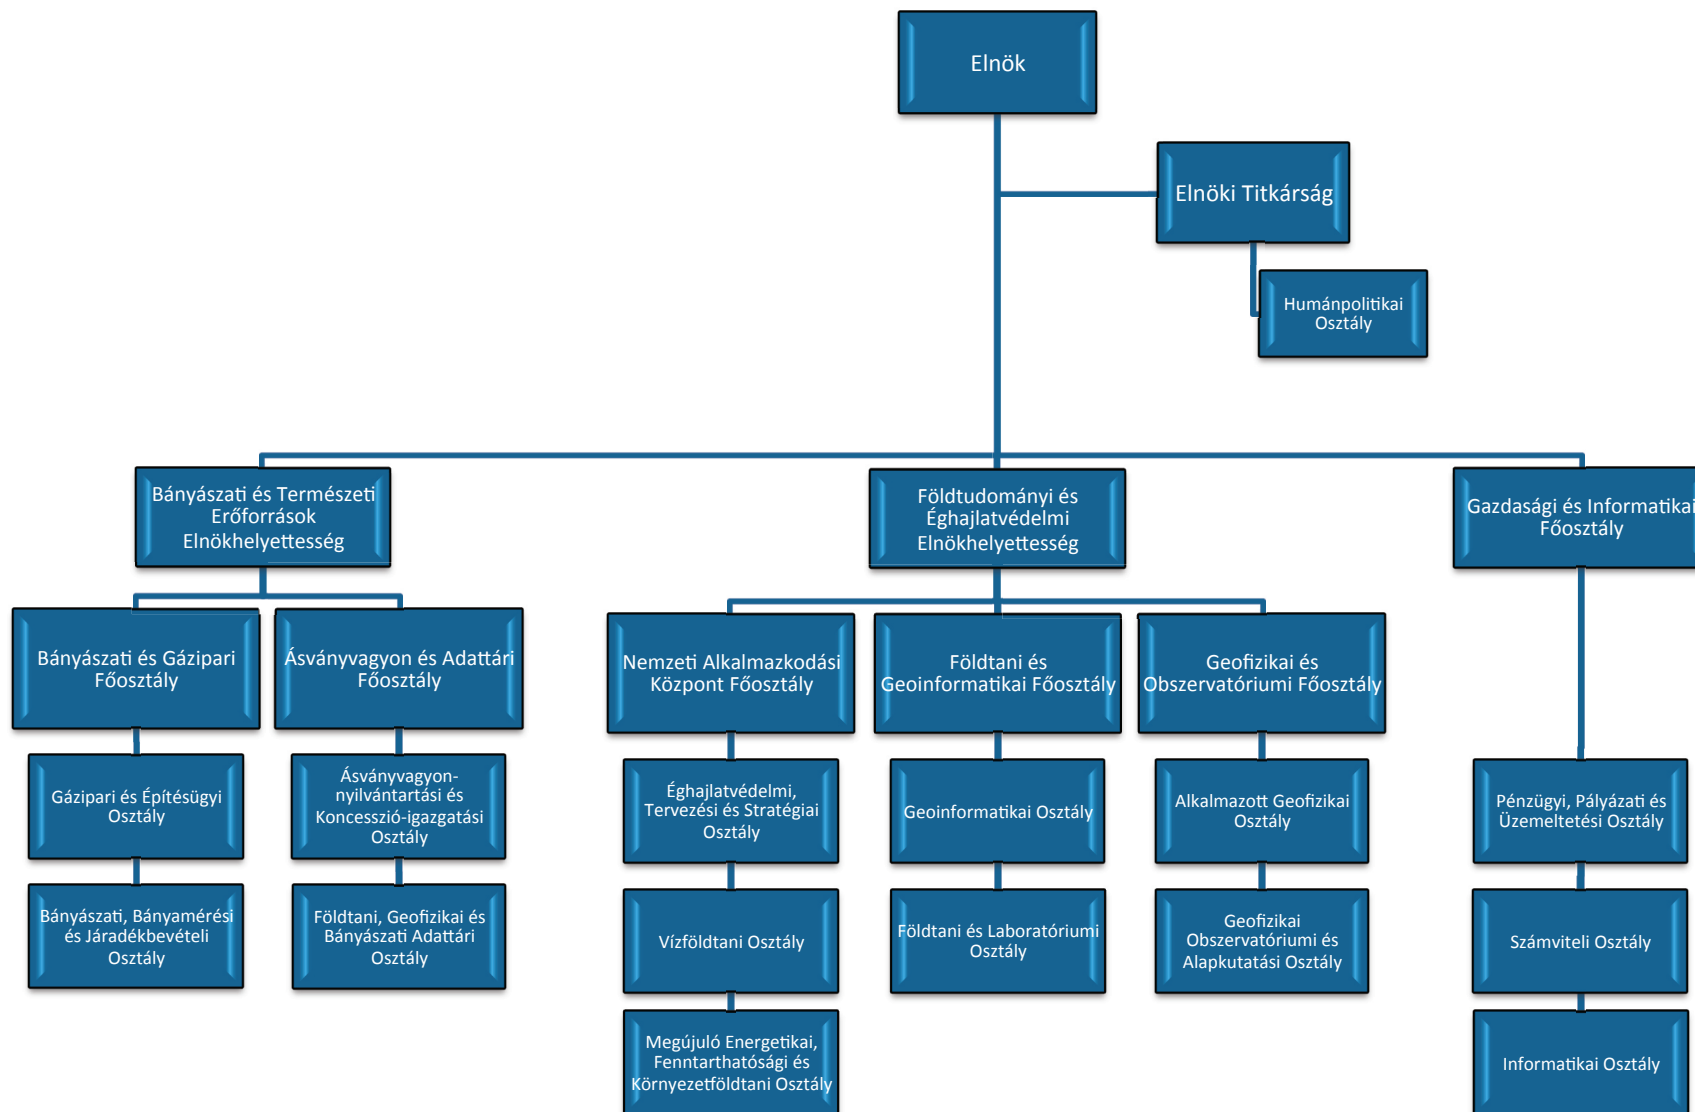 Elnök
Elnöki Titkárság
Humánpolitikai
Osztály
Bányászati és Természeti
Erőforrások
Elnökhelyettesség
Földtudományi és
Éghajlatvédelmi
Elnökhelyettesség
Gazdasági és Informatikai
Főosztály
Bányászati és Gázipari
Főosztály
Ásványvagyon és Adattári
Főosztály
Nemzeti Alkalmazkodási
Központ Főosztály
Földtani és
Geoinformatikai Főosztály
Geofizikai és
Obszervatóriumi Főosztály
Gázipari és Építésügyi
Osztály
Ásványvagyon-
nyilvántartási és
Koncesszió-igazgatási
Osztály
Éghajlatvédelmi,
Tervezési és Stratégiai
Osztály
Geoinformatikai Osztály
Alkalmazott Geofizikai
Osztály
Pénzügyi, Pályázati és
Üzemeltetési Osztály
Bányászati, Bányamérési
és Járadékbevételi
Osztály
Földtani, Geofizikai és
Bányászati Adattári
Osztály
Vízföldtani Osztály
Földtani és Laboratóriumi
Osztály
Geofizikai
Obszervatóriumi és
Alapkutatási Osztály
Számviteli Osztály
Megújuló Energetikai,
Fenntarthatósági és
Környezetföldtani Osztály
Informatikai Osztály